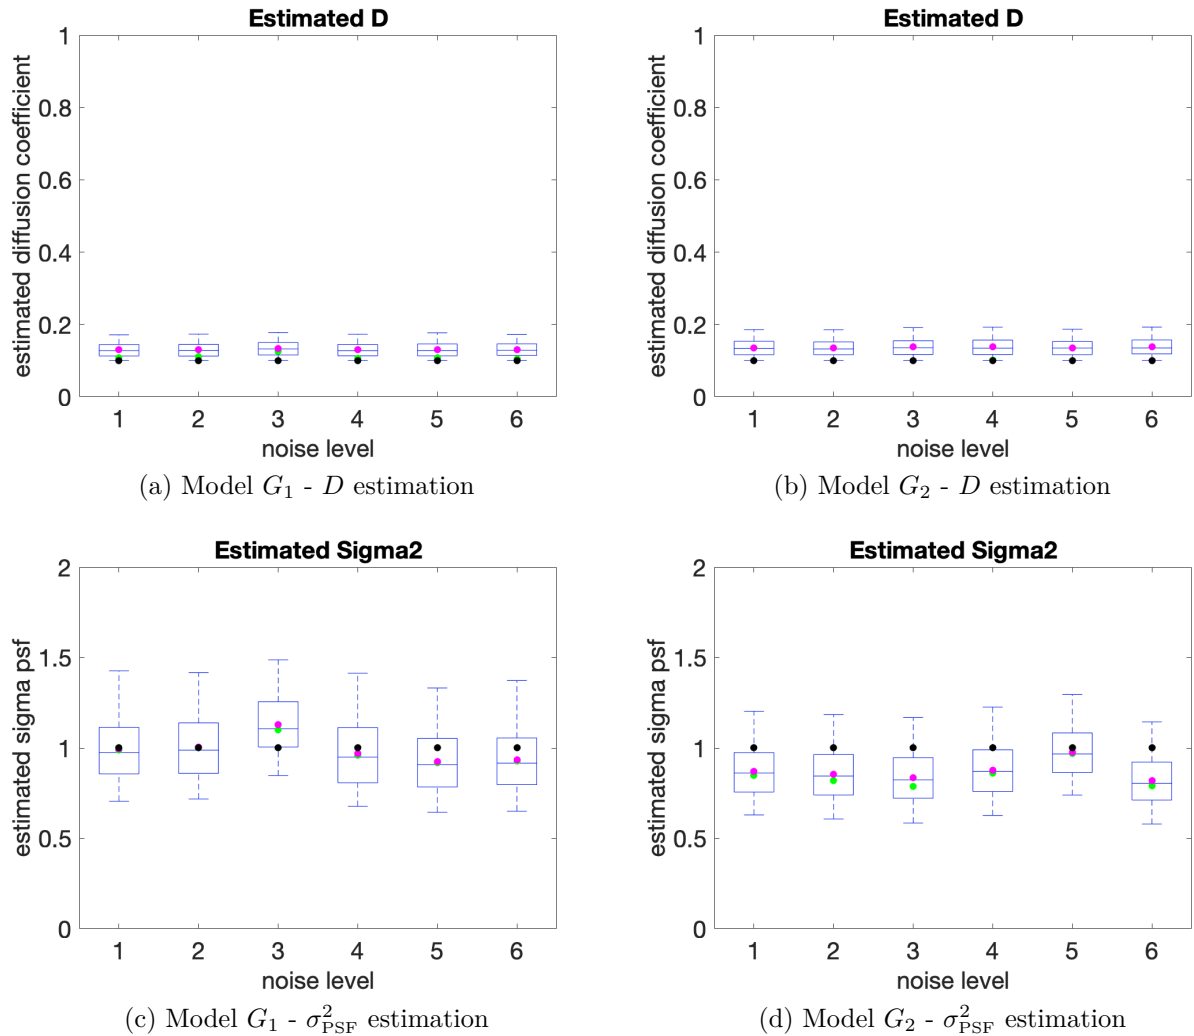 Estimated D
1
0.8
0.6
0.4
0.2
0
estimated diffusion coefficient
1 2 3 4 5 6
noise level
(a) Model G₁ - D estimation
Estimated D
1
0.8
0.6
0.4
0.2
0
estimated diffusion coefficient
1 2 3 4 5 6
noise level
(b) Model G₂ - D estimation
Estimated Sigma2
2
1.5
1
0.5
0
estimated sigma psf
1 2 3 4 5 6
noise level
(c) Model G₁ - σ²_PSF estimation
Estimated Sigma2
2
1.5
1
0.5
0
estimated sigma psf
1 2 3 4 5 6
noise level
(d) Model G₂ - σ²_PSF estimation